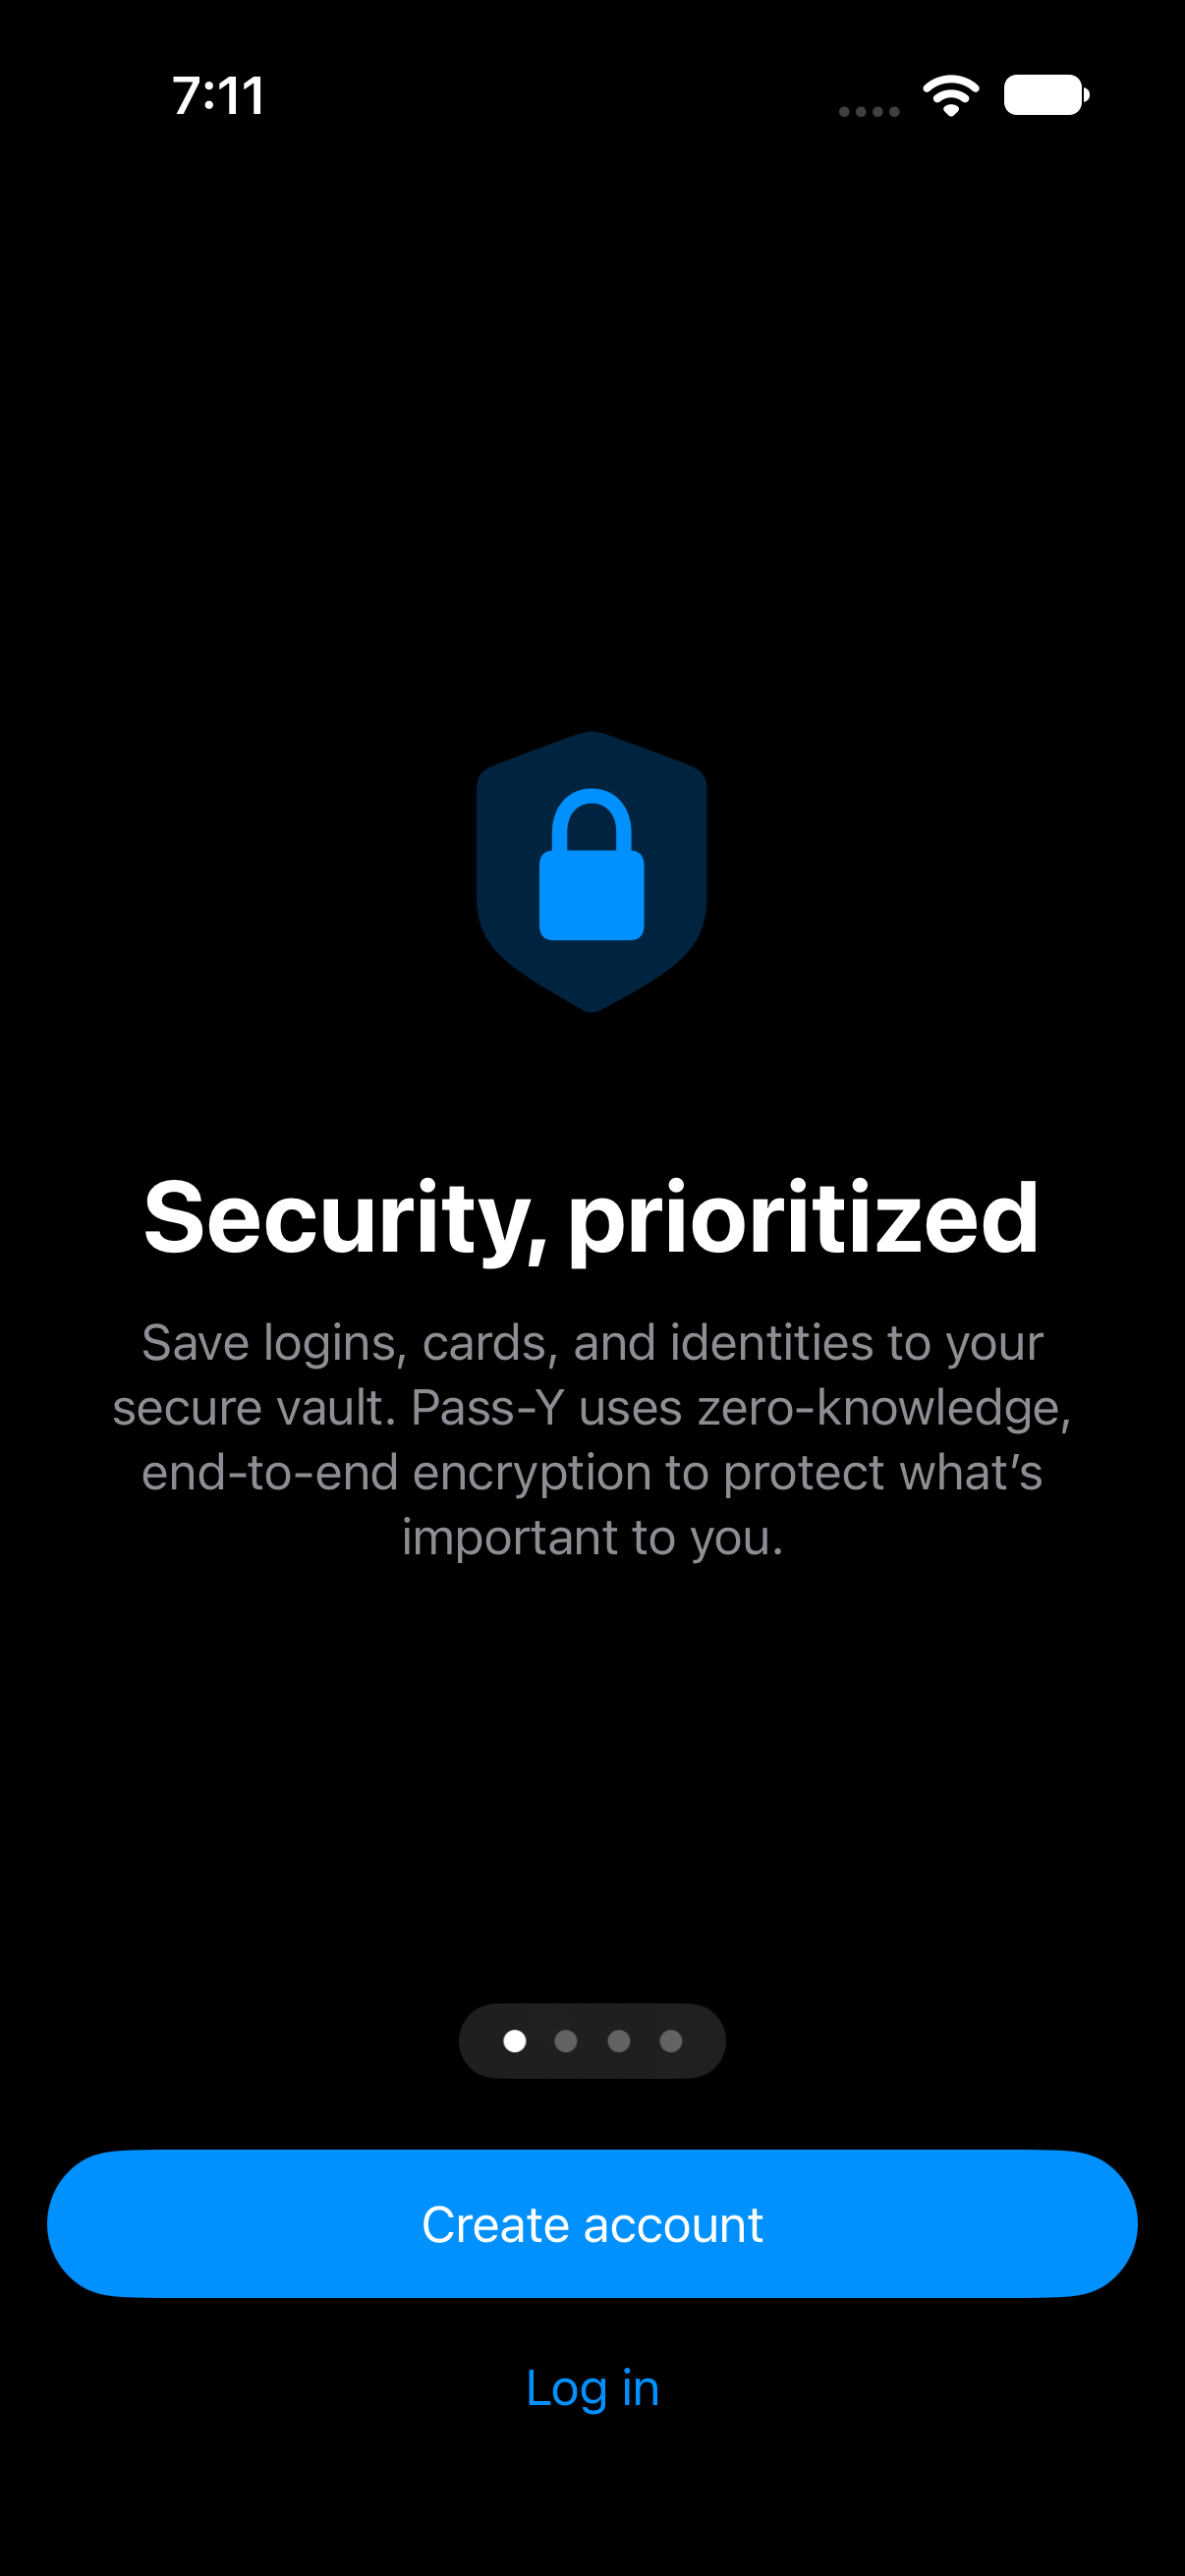 7:11
Security, prioritized
Save logins, cards, and identities to your
secure vault. Pass-Y uses zero-knowledge,
end-to-end encryption to protect what’s
important to you.
Create account
Log in